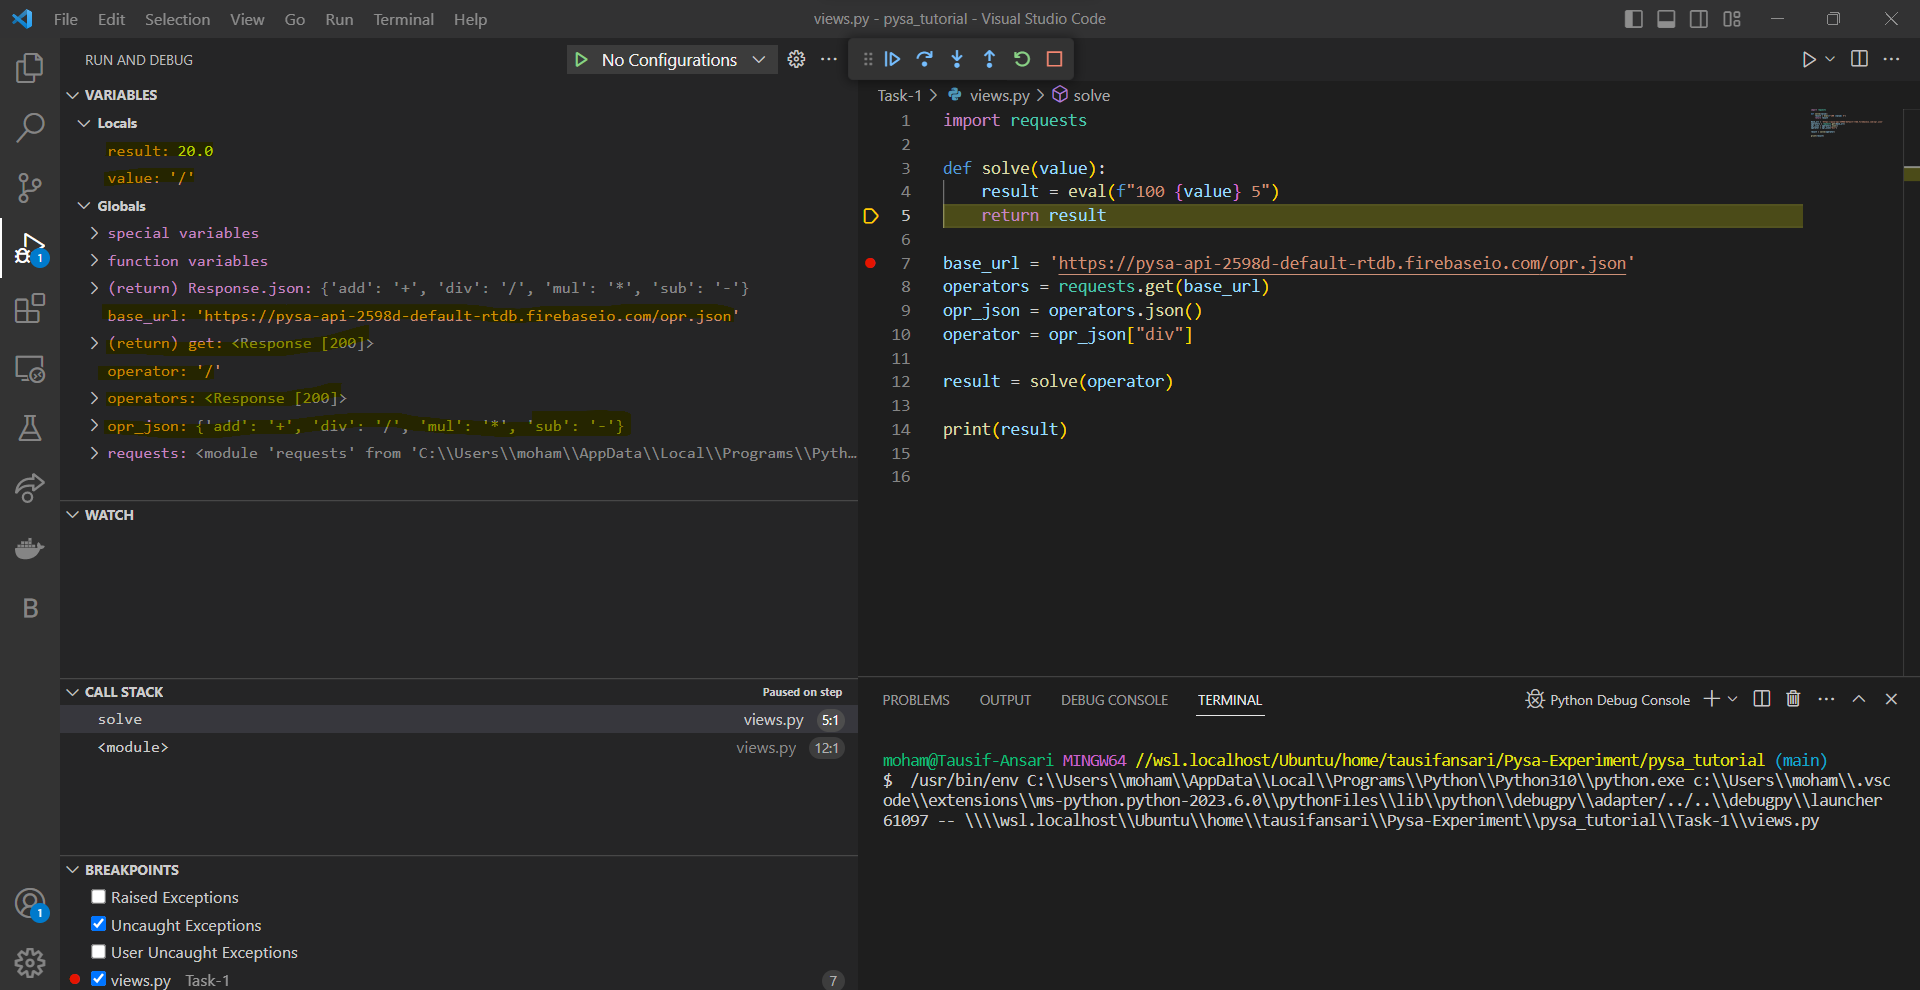 File Edit Selection View Go Run Terminal Help
views.py - pysa_tutorial - Visual Studio Code
RUN AND DEBUG
No Configurations
VARIABLES
Locals
result: 20.0
value: '/'
Globals
special variables
function variables
(return) Response.json: {'add': '+', 'div': '/', 'mul': '*', 'sub': '-'}
base_url: 'https://pysa-api-2598d-default-rtdb.firebaseio.com/opr.json'
(return) get: <Response [200]>
operator: '/'
operators: <Response [200]>
opr_json: {'add': '+', 'div': '/', 'mul': '*', 'sub': '-'}
requests: <module 'requests' from 'C:\\Users\\moham\\AppData\\Local\\Programs\\Pyth…
WATCH
CALL STACK Paused on step
solve views.py 5:1
<module> views.py 12:1
BREAKPOINTS
Raised Exceptions
Uncaught Exceptions
User Uncaught Exceptions
views.py Task-1 7
1
1
B
Task-1 > views.py > solve
1 import requests
2
3 def solve(value):
4     result = eval(f"100 {value} 5")
5     return result
6
7 base_url = 'https://pysa-api-2598d-default-rtdb.firebaseio.com/opr.json'
8 operators = requests.get(base_url)
9 opr_json = operators.json()
10 operator = opr_json["div"]
11
12 result = solve(operator)
13
14 print(result)
15
16
PROBLEMS OUTPUT DEBUG CONSOLE TERMINAL
Python Debug Console
moham@Tausif-Ansari MINGW64 //wsl.localhost/Ubuntu/home/tausifansari/Pysa-Experiment/pysa_tutorial (main)
$  /usr/bin/env C:\\Users\\moham\\AppData\\Local\\Programs\\Python\\Python310\\python.exe c:\\Users\\moham\\.vsc
ode\\extensions\\ms-python.python-2023.6.0\\pythonFiles\\lib\\python\\debugpy\\adapter/../..\\debugpy\\launcher
61097 -- \\\\wsl.localhost\\Ubuntu\\home\\tausifansari\\Pysa-Experiment\\pysa_tutorial\\Task-1\\views.py